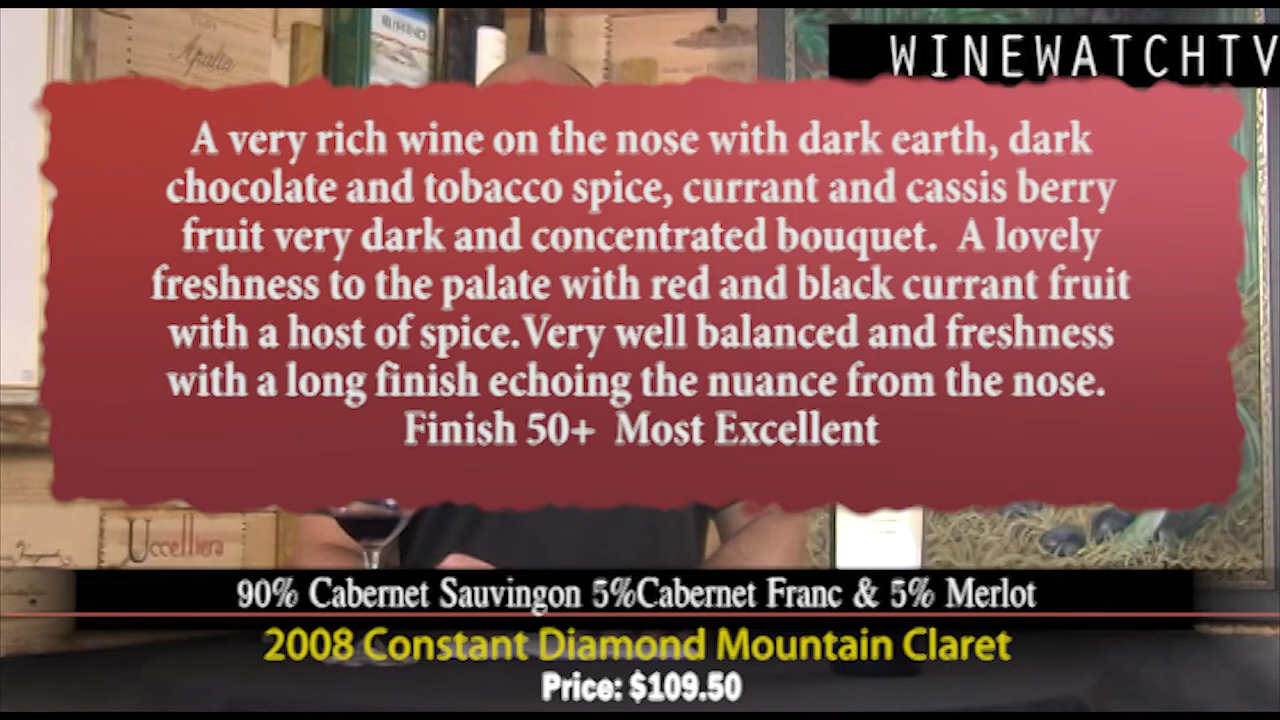 WINEWATCHTV
A very rich wine on the nose with dark earth, dark
chocolate and tobacco spice, currant and cassis berry
fruit very dark and concentrated bouquet. A lovely
freshness to the palate with red and black currant fruit
with a host of spice.Very well balanced and freshness
with a long finish echoing the nuance from the nose.
Finish 50+ Most Excellent
Uccelliera
90% Cabernet Sauvingon 5%Cabernet Franc & 5% Merlot
2008 Constant Diamond Mountain Claret
Price: $109.50